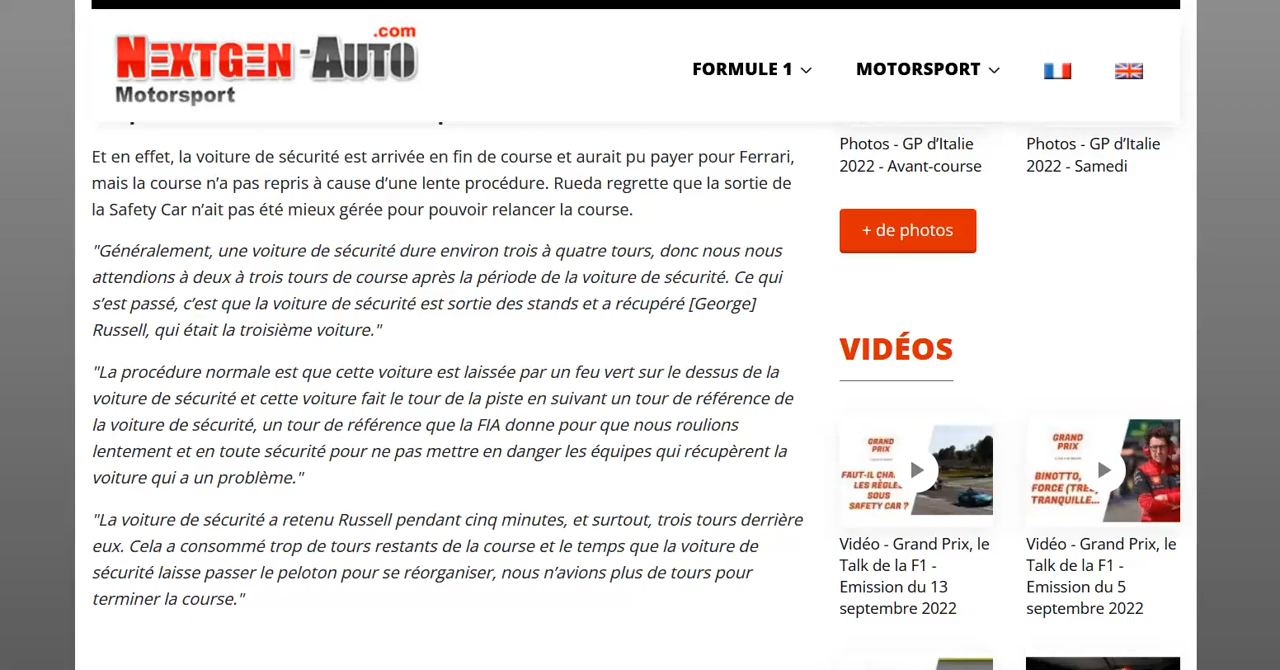 NEXTGEN-AUTO.com
Motorsport
FORMULE 1
MOTORSPORT
Et en effet, la voiture de sécurité est arrivée en fin de course et aurait pu payer pour Ferrari,
mais la course n’a pas repris à cause d’une lente procédure. Rueda regrette que la sortie de
la Safety Car n’ait pas été mieux gérée pour pouvoir relancer la course.
"Généralement, une voiture de sécurité dure environ trois à quatre tours, donc nous nous
attendions à deux à trois tours de course après la période de la voiture de sécurité. Ce qui
s’est passé, c’est que la voiture de sécurité est sortie des stands et a récupéré [George]
Russell, qui était la troisième voiture."
"La procédure normale est que cette voiture est laissée par un feu vert sur le dessus de la
voiture de sécurité et cette voiture fait le tour de la piste en suivant un tour de référence de
la voiture de sécurité, un tour de référence que la FIA donne pour que nous roulions
lentement et en toute sécurité pour ne pas mettre en danger les équipes qui récupèrent la
voiture qui a un problème."
"La voiture de sécurité a retenu Russell pendant cinq minutes, et surtout, trois tours derrière
eux. Cela a consommé trop de tours restants de la course et le temps que la voiture de
sécurité laisse passer le peloton pour se réorganiser, nous n’avions plus de tours pour
terminer la course."
Photos - GP d’Italie
2022 - Avant-course
Photos - GP d’Italie
2022 - Samedi
+ de photos
VIDÉOS
GRAND
PRIX
FAUT-IL
LES
SOUS
SAFETY CAR ?
Vidéo - Grand Prix, le
Talk de la F1 -
Emission du 13
septembre 2022
GRAND
PRIX
BINOTTO,
FORCE
TRANQUILLE...
Vidéo - Grand Prix, le
Talk de la F1 -
Emission du 5
septembre 2022